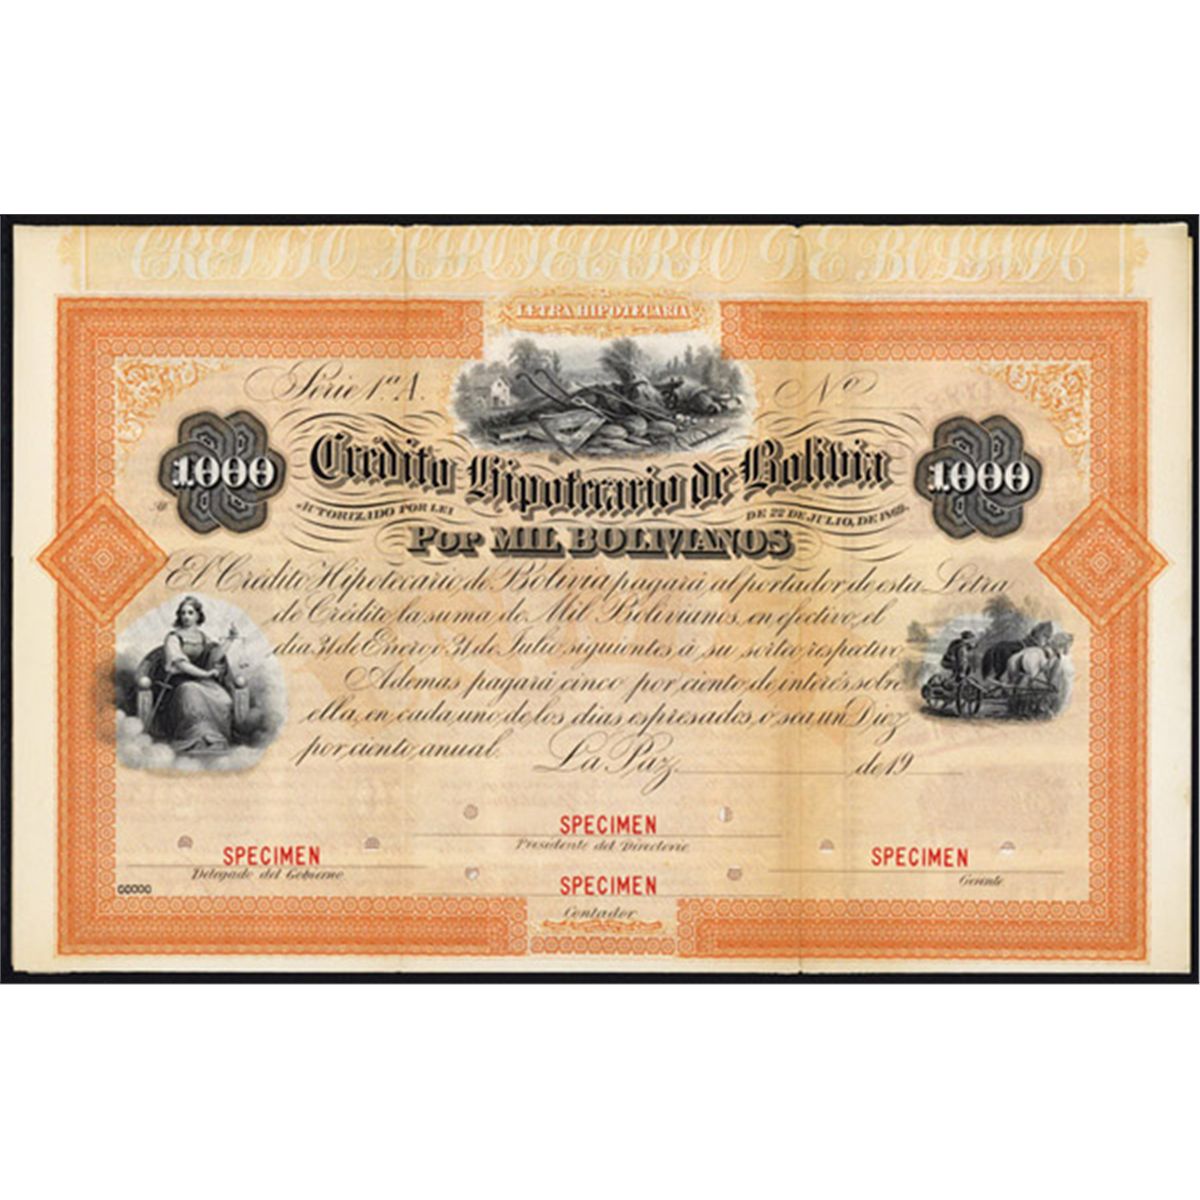 CREDITO HIPOTECARIO DE BOLIVIA
LETRA HIPOTECARIA
Serie 1ª A. Nº
1.000 Crédito Hipotecario de Bolivia 1.000
AUTORIZADO POR LEI DE 22 DE JULIO, DE 1869.
POR MIL BOLIVIANOS
El Crédito Hipotecario, de Bolivia pagará al portador de esta Letra
de Crédito la suma de Mil Bolivianos, en efectivo, el
dia 31 de Enero o 31 de Julio siguientes á su sorteo respectivo
Ademas pagará cinco por ciento, de interés sobre
ella, en cada uno, de los dias espresados, o sea un Diez
por ciento, anual. La Paz, de 19
SPECIMEN
Presidente del Directorio
SPECIMEN
Delegado del Gobierno
SPECIMEN
Gerente
00000
SPECIMEN
Contador